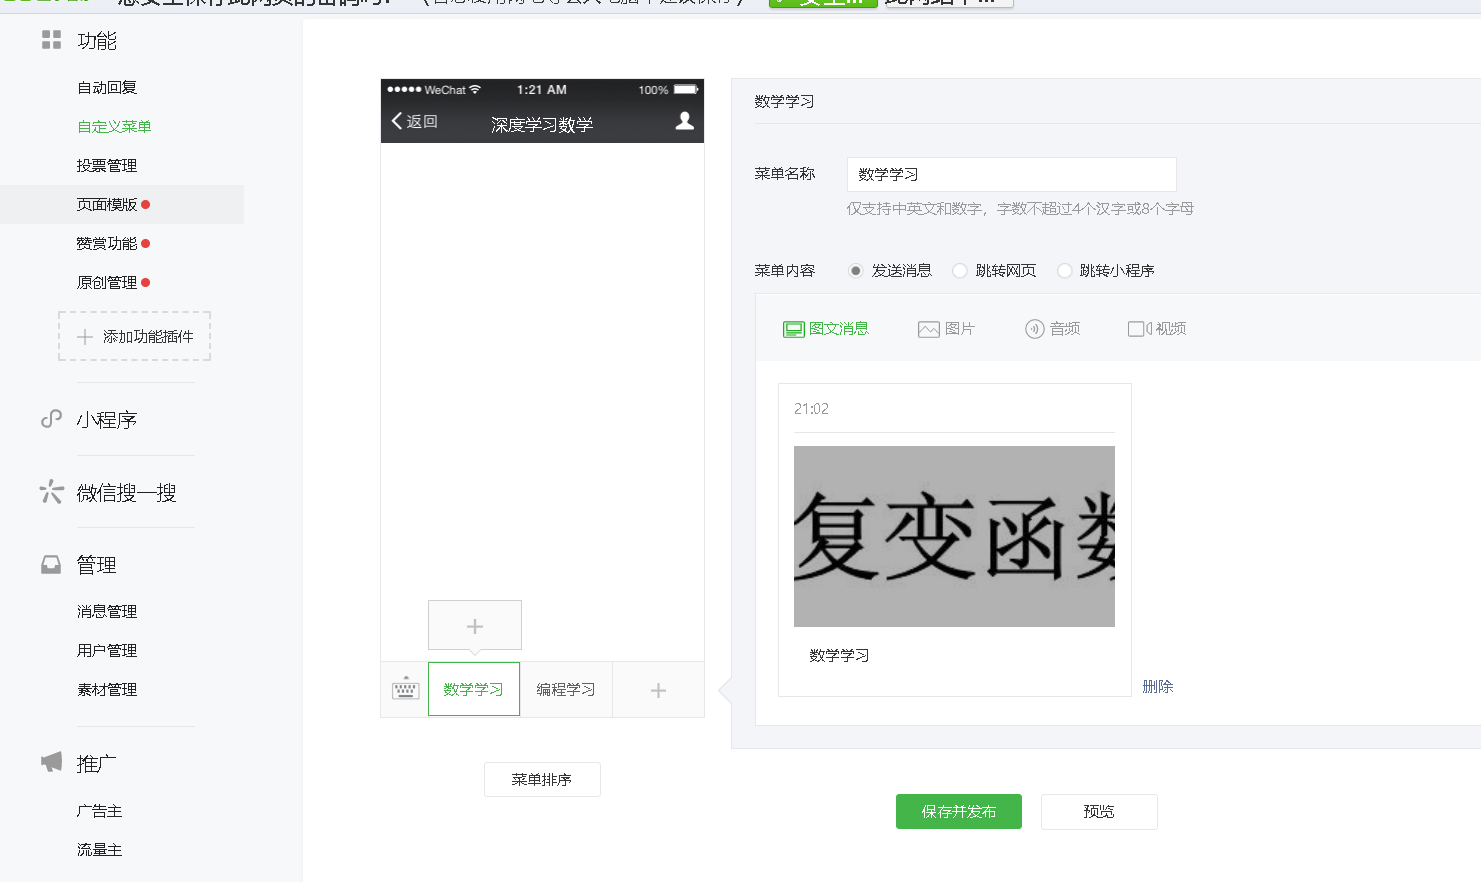 功能
自动回复
自定义菜单
投票管理
页面模版
赞赏功能
原创管理
添加功能插件
小程序
微信搜一搜
管理
消息管理
用户管理
素材管理
推广
广告主
流量主
WeChat 1:21 AM 100%
返回 深度学习数学
数学学习 编程学习
菜单排序
数学学习
菜单名称 数学学习
仅支持中英文和数字，字数不超过4个汉字或8个字母
菜单内容 发送消息 跳转网页 跳转小程序
图文消息 图片 音频 视频
21:02
复变函数
数学学习
删除
保存并发布 预览